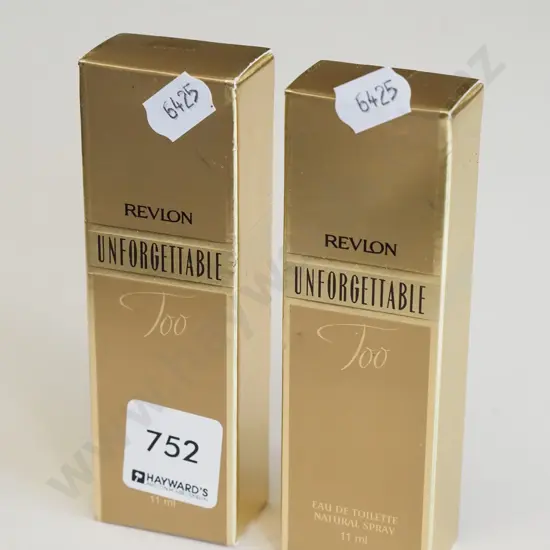 6425
REVLON
UNFORGETTABLE
Too
752
HAYWARD'S
11 ml
6425
REVLON
UNFORGETTABLE
Too
EAU DE TOILETTE
NATURAL SPRAY
11 ml